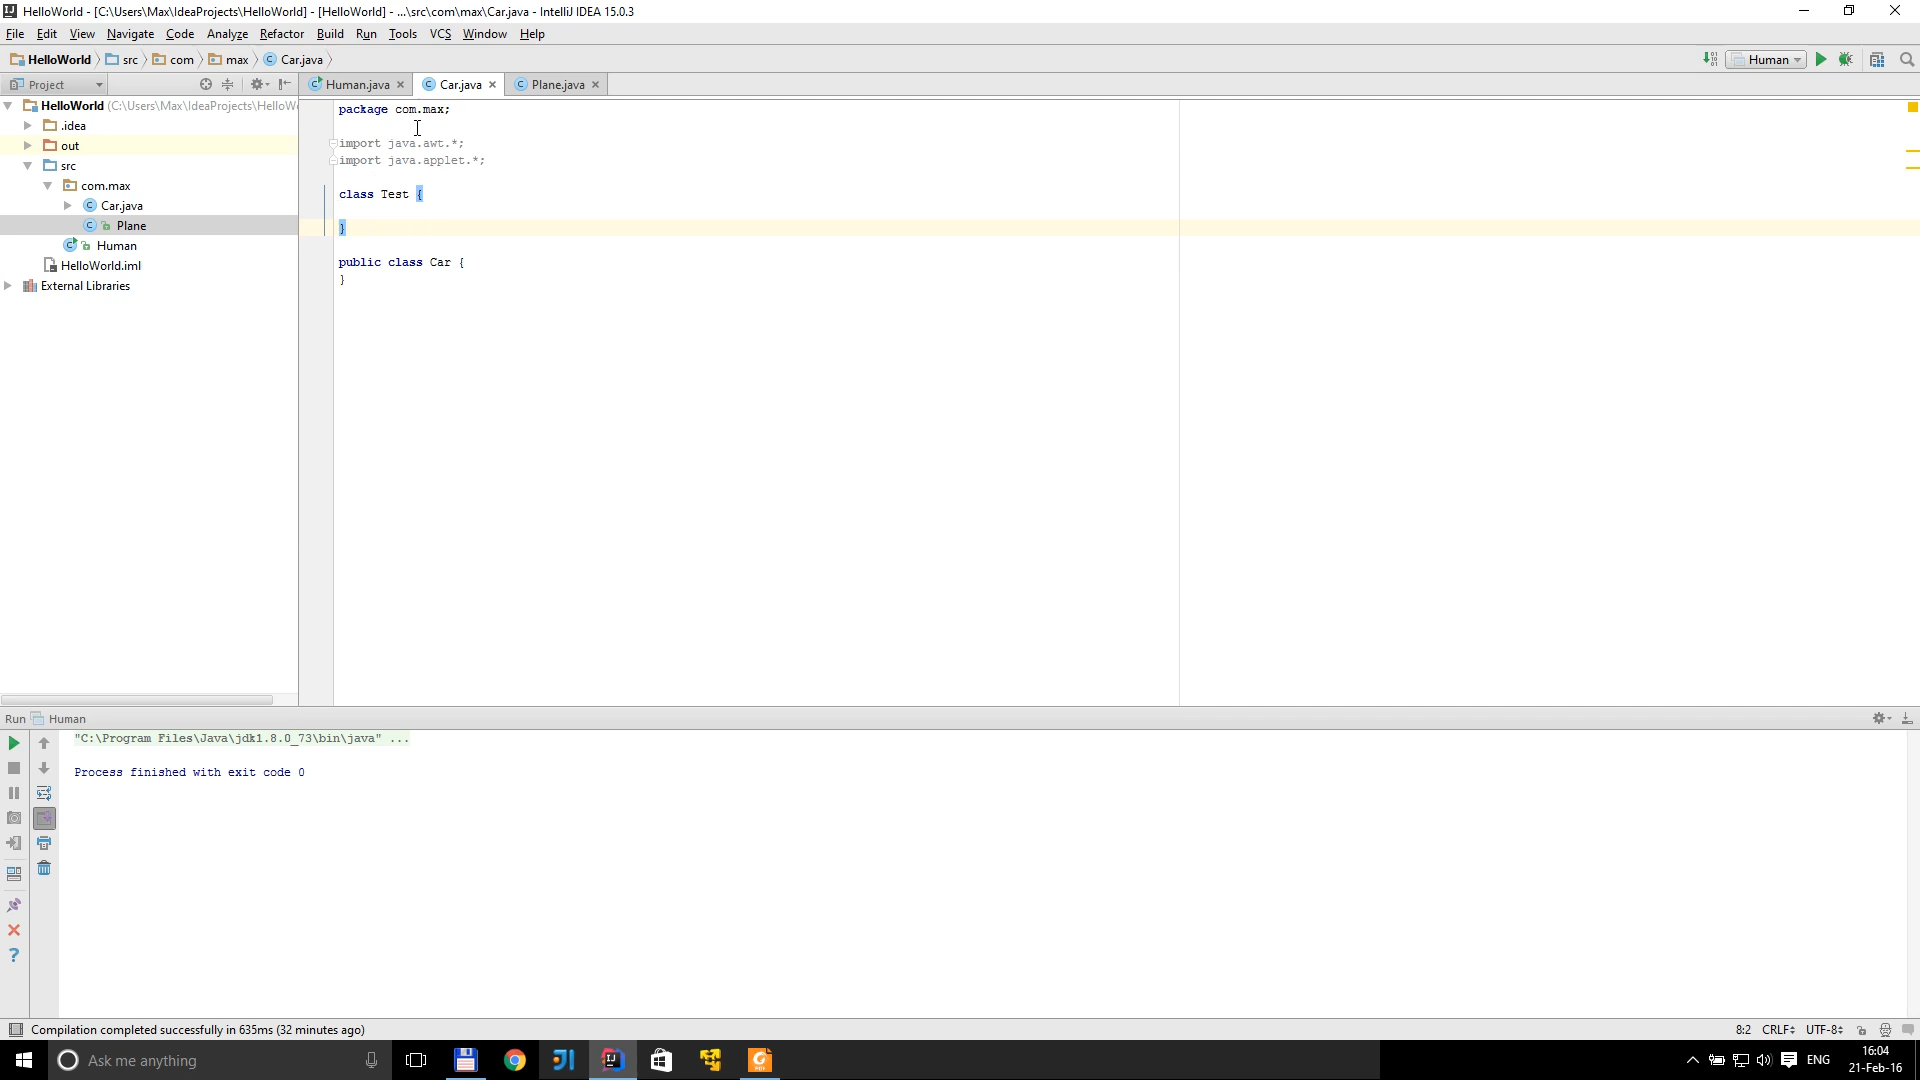 HelloWorld - [C:\Users\Max\IdeaProjects\HelloWorld] - [HelloWorld] - ...\src\com\max\Car.java - IntelliJ IDEA 15.0.3
File Edit View Navigate Code Analyze Refactor Build Run Tools VCS Window Help
HelloWorld src com max Car.java Human
Project Human.java Car.java Plane.java
HelloWorld (C:\Users\Max\IdeaProjects\HelloW
.idea
out
src
com.max
Car.java
Plane
Human
HelloWorld.iml
External Libraries
package com.max;
import java.awt.*;
import java.applet.*;
class Test {
}
public class Car {
}
Run Human
"C:\Program Files\Java\jdk1.8.0_73\bin\java" ...
Process finished with exit code 0
Compilation completed successfully in 635ms (32 minutes ago) 8:2 CRLF UTF-8
Ask me anything ENG 16:04
21-Feb-16